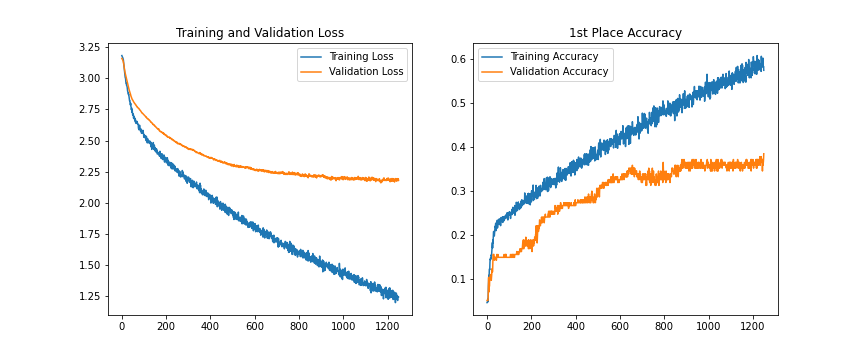 Training and Validation Loss
3.25
3.00
2.75
2.50
2.25
2.00
1.75
1.50
1.25
0 200 400 600 800 1000 1200
Training Loss
Validation Loss
1st Place Accuracy
0.6
0.5
0.4
0.3
0.2
0.1
0 200 400 600 800 1000 1200
Training Accuracy
Validation Accuracy